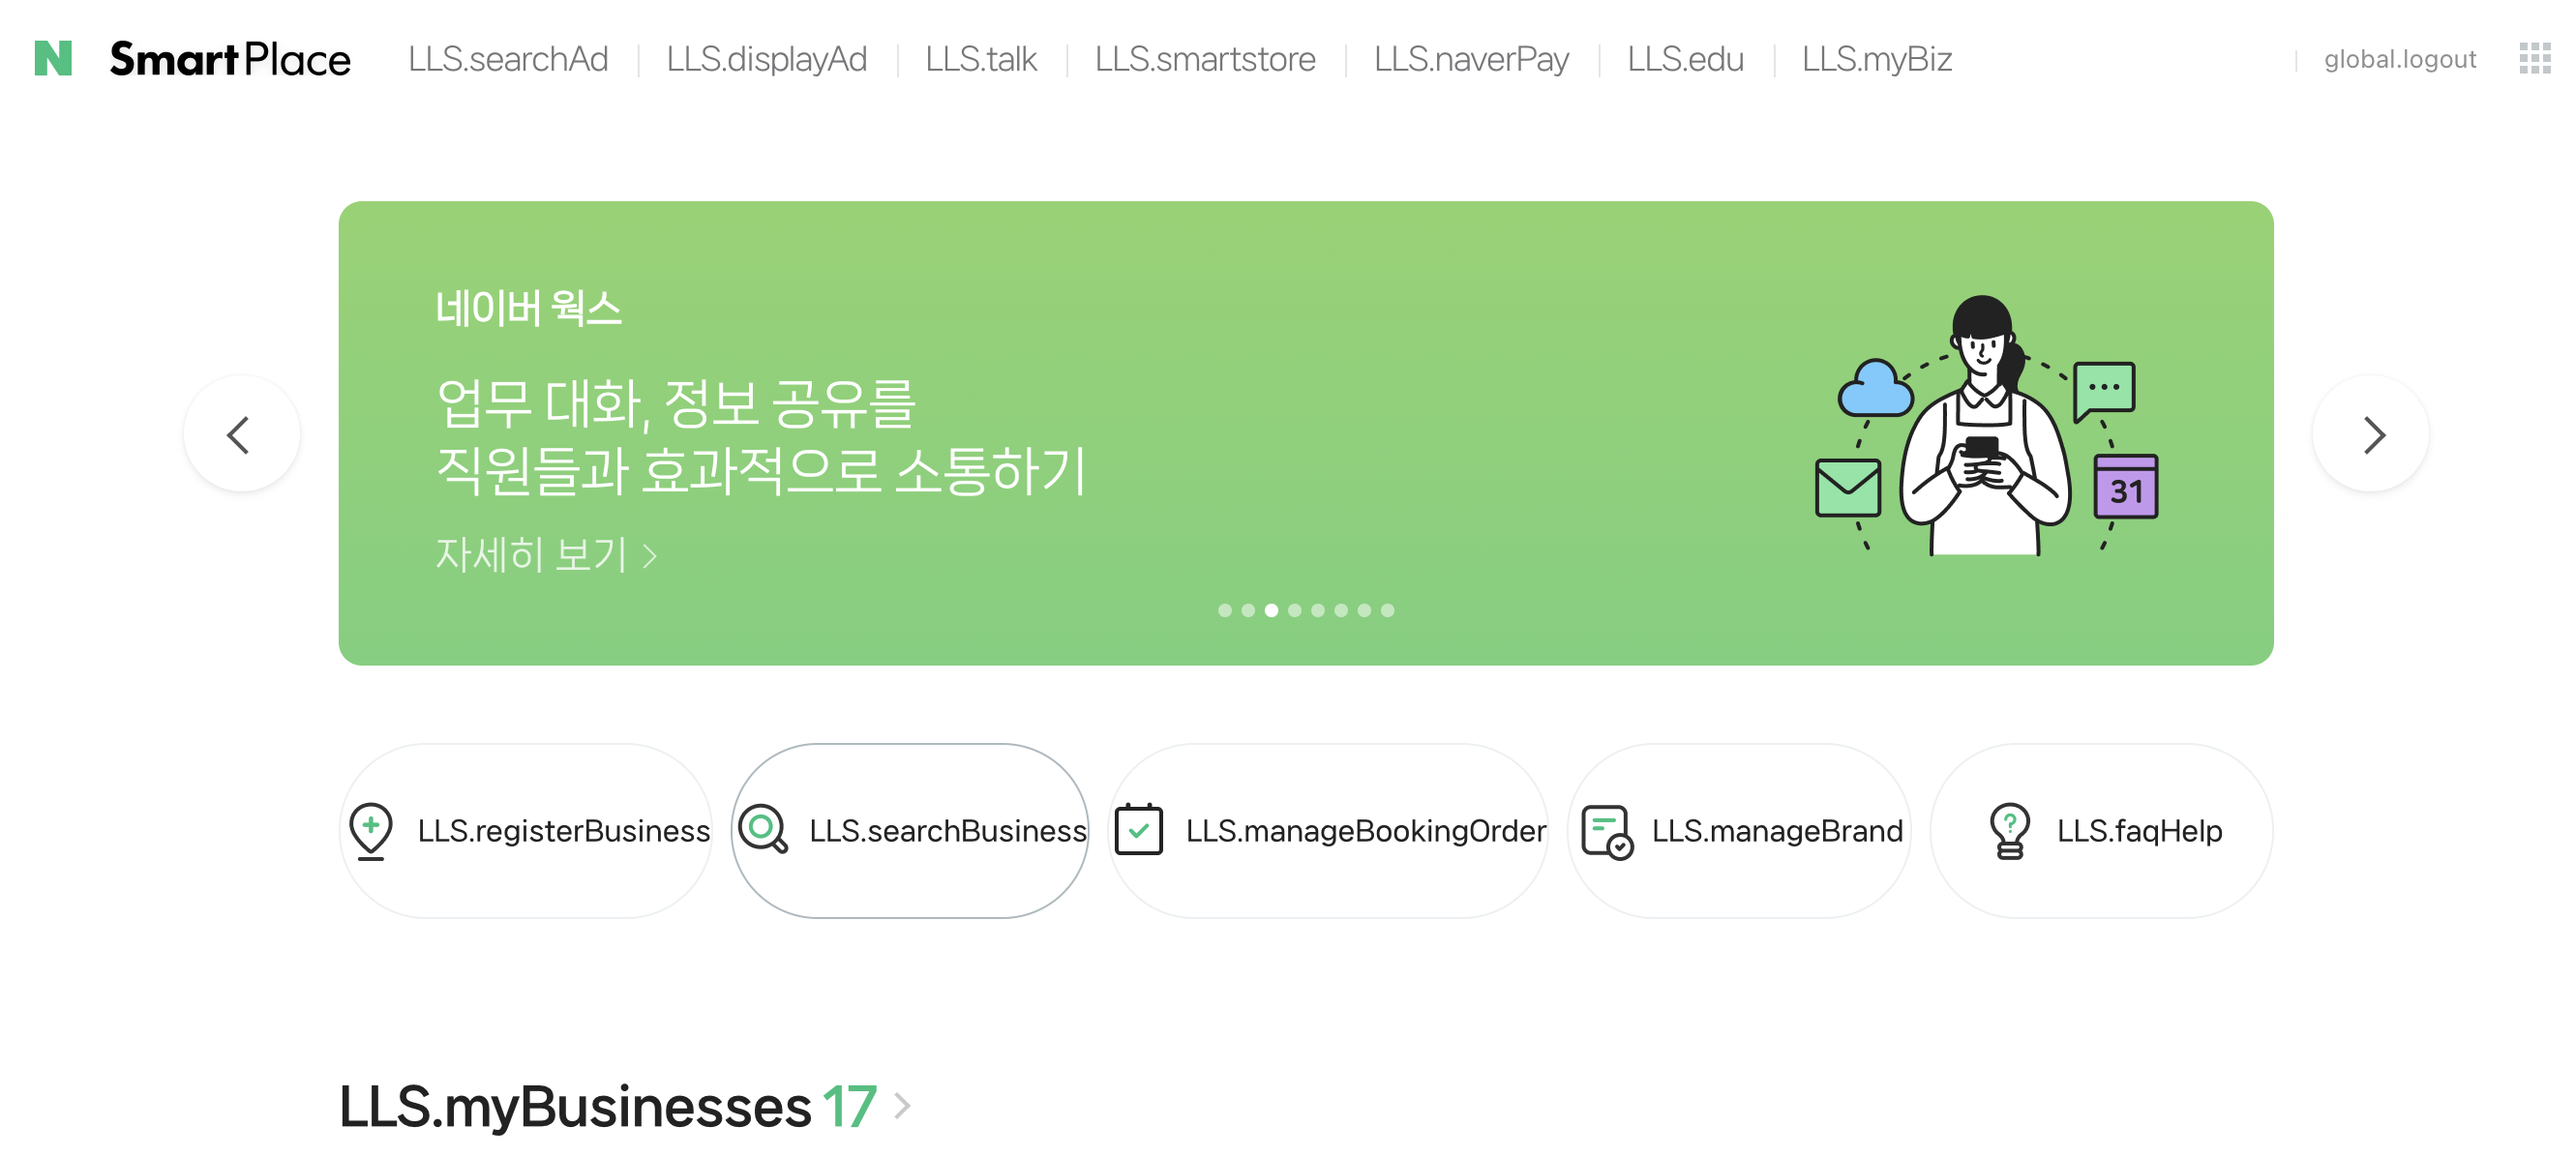 N SmartPlace LLS.searchAd LLS.displayAd LLS.talk LLS.smartstore LLS.naverPay LLS.edu LLS.myBiz global.logout
네이버 웍스
업무 대화, 정보 공유를
직원들과 효과적으로 소통하기
자세히 보기
31
LLS.registerBusiness LLS.searchBusiness LLS.manageBookingOrder LLS.manageBrand LLS.faqHelp
LLS.myBusinesses 17